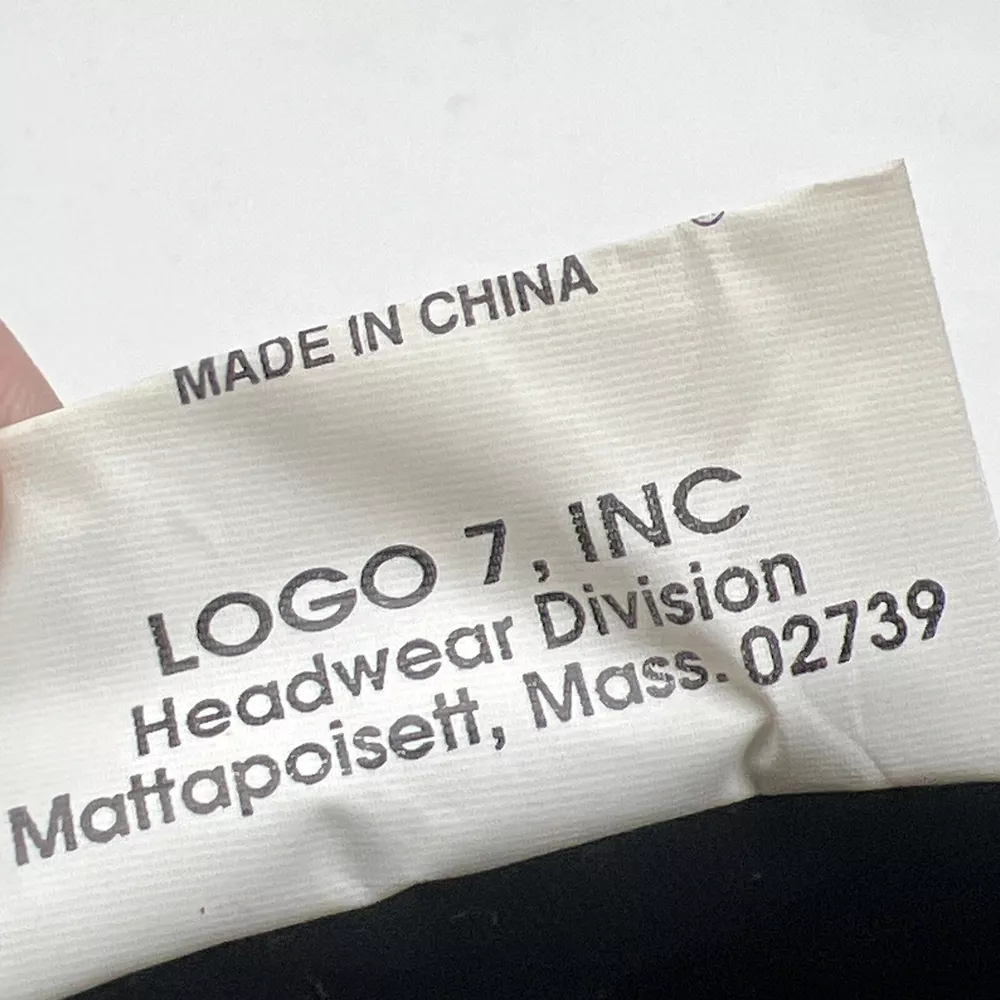 MADE IN CHINA
LOGO 7, INC
Headwear Division
Mattapoisett, Mass. 02739